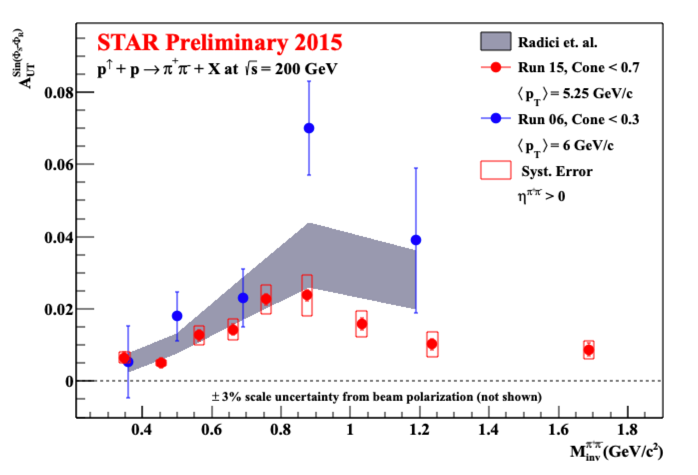 STAR Preliminary 2015
p↑ + p → π⁺π⁻ + X at √s = 200 GeV
Radici et. al.
Run 15, Cone < 0.7
⟨p_T⟩ = 5.25 GeV/c
Run 06, Cone < 0.3
⟨p_T⟩ = 6 GeV/c
Syst. Error
η^π⁺π⁻ > 0
A_UT^Sin(Φ_S-Φ_R)
0.08
0.06
0.04
0.02
0
± 3% scale uncertainty from beam polarization (not shown)
0.4 0.6 0.8 1 1.2 1.4 1.6 1.8
M_inv^π⁺π⁻ (GeV/c²)